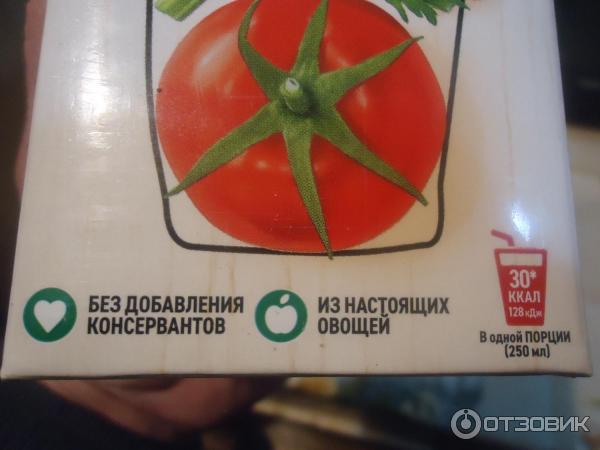 БЕЗ ДОБАВЛЕНИЯ
КОНСЕРВАНТОВ
ИЗ НАСТОЯЩИХ
ОВОЩЕЙ
30*
ККАЛ
128 кДж
В одной ПОРЦИИ
(250 мл)
ОТЗОВИК